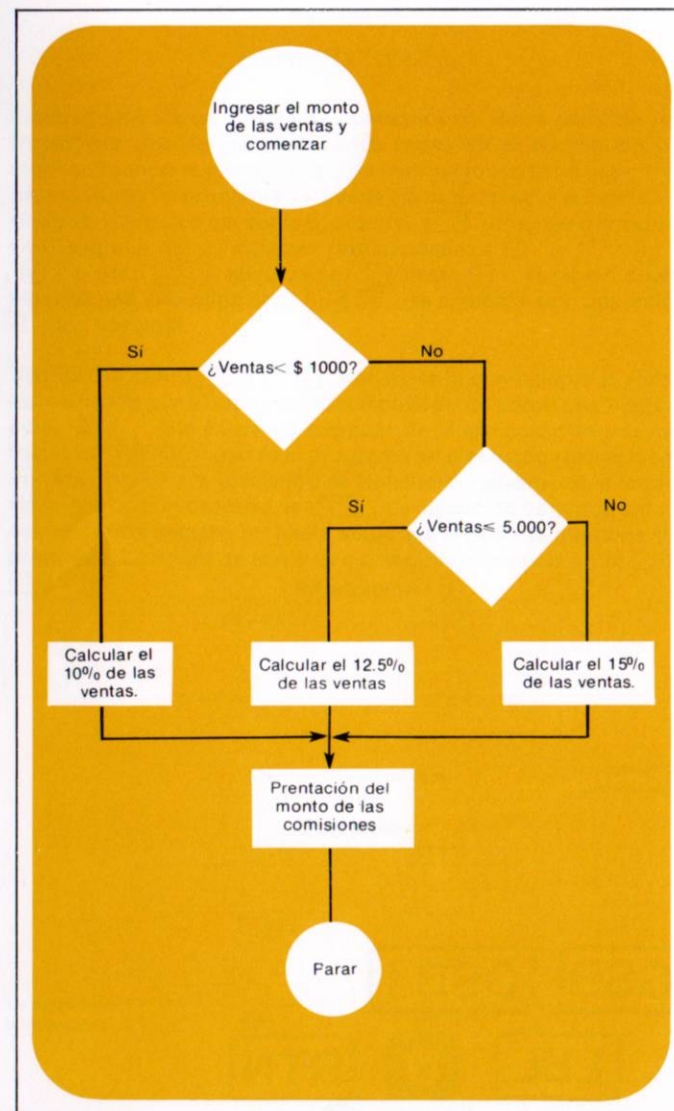 Ingresar el monto
de las ventas y
comenzar
¿Ventas< $ 1000?
Sí
No
¿Ventas≤ 5.000?
Sí
No
Calcular el
10% de las
ventas.
Calcular el 12.5%
de las ventas
Calcular el 15%
de las ventas.
Prentación del
monto de las
comisiones
Parar